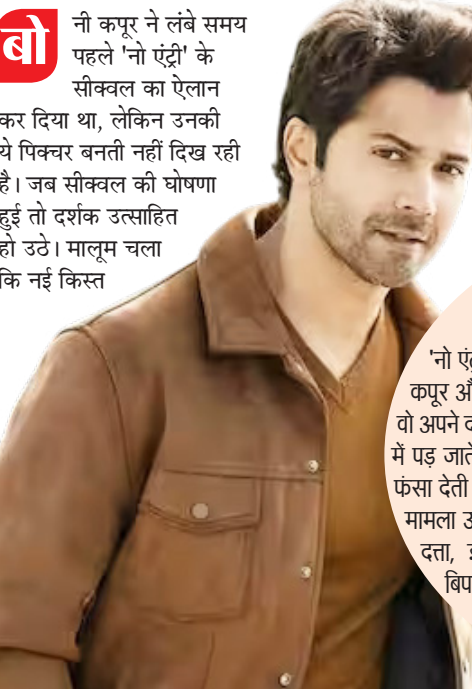 बो
नी कपूर ने लंबे समय
पहले 'नो एंट्री' के
सीक्वल का ऐलान
कर दिया था, लेकिन उनकी
ये पिक्चर बनती नहीं दिख रही
है। जब सीक्वल की घोषणा
हुई तो दर्शक उत्साहित
हो उठे। मालूम चला
कि नई किस्त
'नो
कपूर
वो अपने
में पड़ जाते
फंसा देती
मामला
दत्ता,